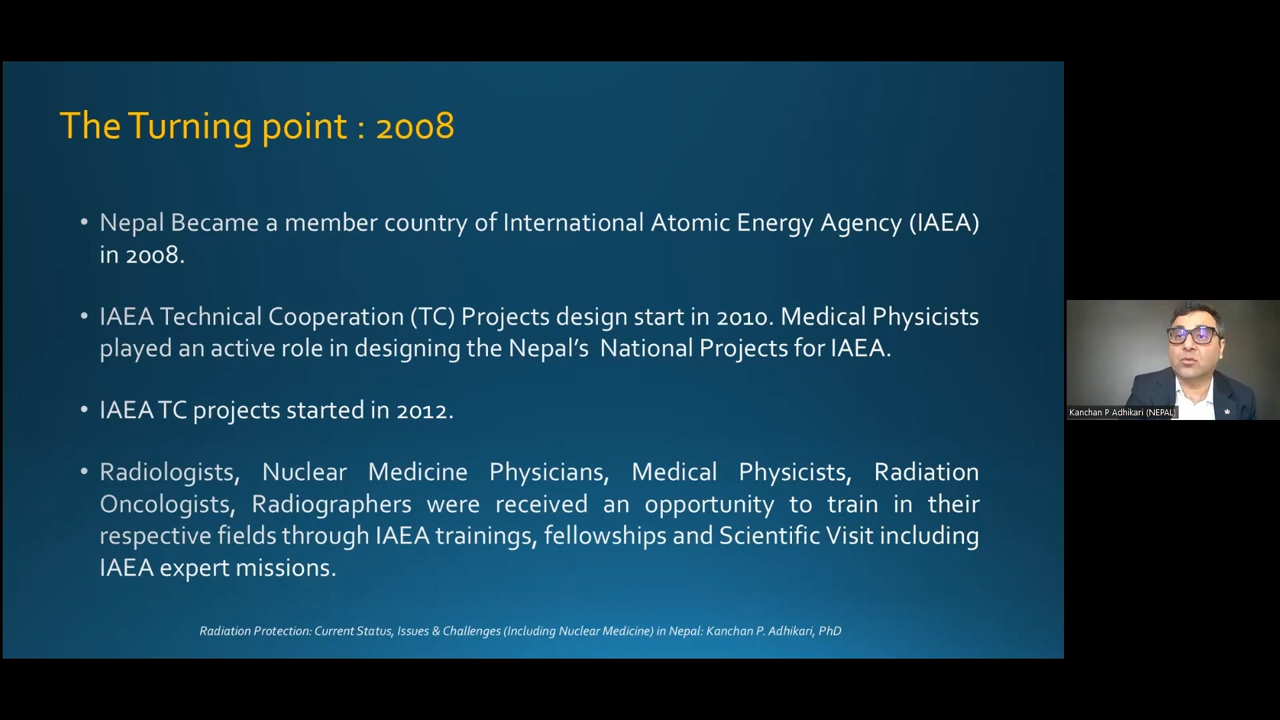 The Turning point : 2008
• Nepal Became a member country of International Atomic Energy Agency (IAEA)
in 2008.
• IAEA Technical Cooperation (TC) Projects design start in 2010. Medical Physicists
played an active role in designing the Nepal’s National Projects for IAEA.
• IAEA TC projects started in 2012.
• Radiologists, Nuclear Medicine Physicians, Medical Physicists, Radiation
Oncologists, Radiographers were received an opportunity to train in their
respective fields through IAEA trainings, fellowships and Scientific Visit including
IAEA expert missions.
Radiation Protection: Current Status, Issues & Challenges (Including Nuclear Medicine) in Nepal: Kanchan P. Adhikari, PhD
Kanchan P Adhikari (NEPAL)